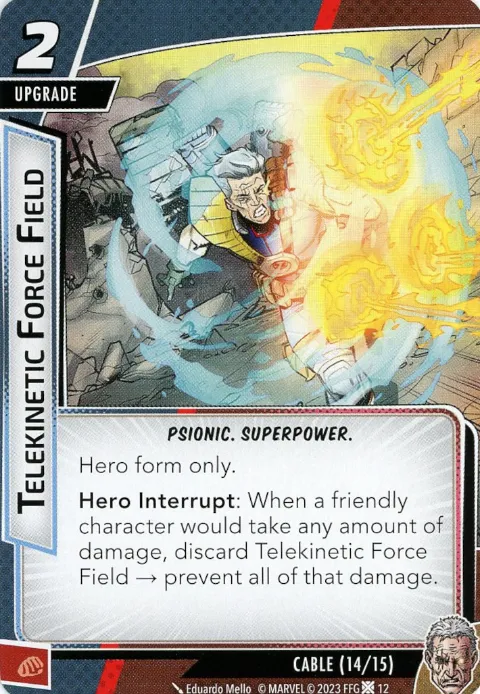 2
UPGRADE
TELEKINETIC FORCE FIELD
PSIONIC. SUPERPOWER.
Hero form only.
Hero Interrupt: When a friendly
character would take any amount of
damage, discard Telekinetic Force
Field → prevent all of that damage.
CABLE (14/15)
Eduardo Mello © MARVEL © 2023 FFG 12